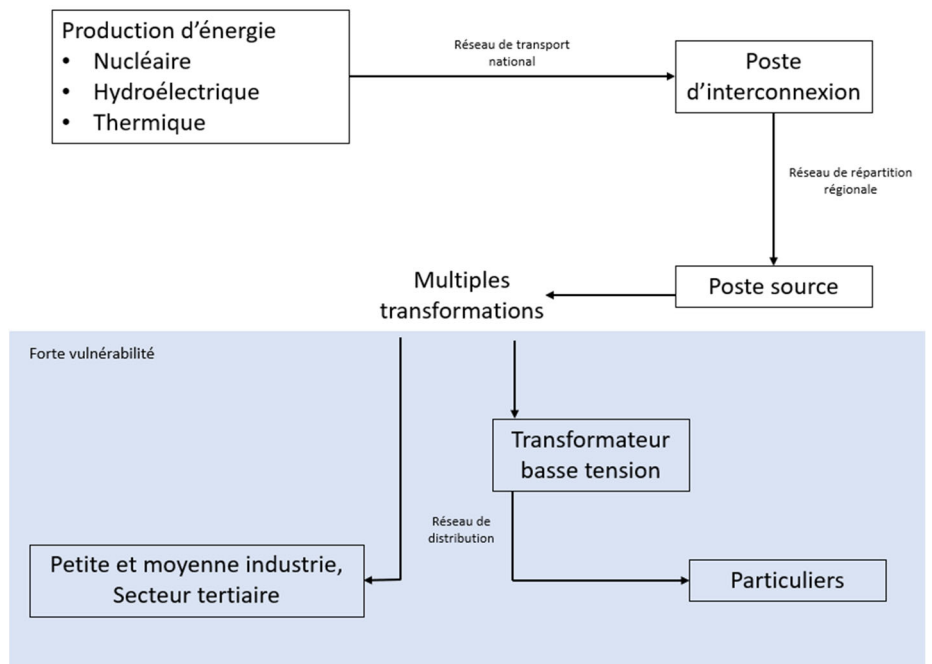 Production d'énergie
• Nucléaire
• Hydroélectrique
• Thermique
Réseau de transport
national
Poste
d'interconnexion
Réseau de répartition
régionale
Poste source
Multiples
transformations
Forte vulnérabilité
Transformateur
basse tension
Réseau de
distribution
Petite et moyenne industrie,
Secteur tertiaire
Particuliers